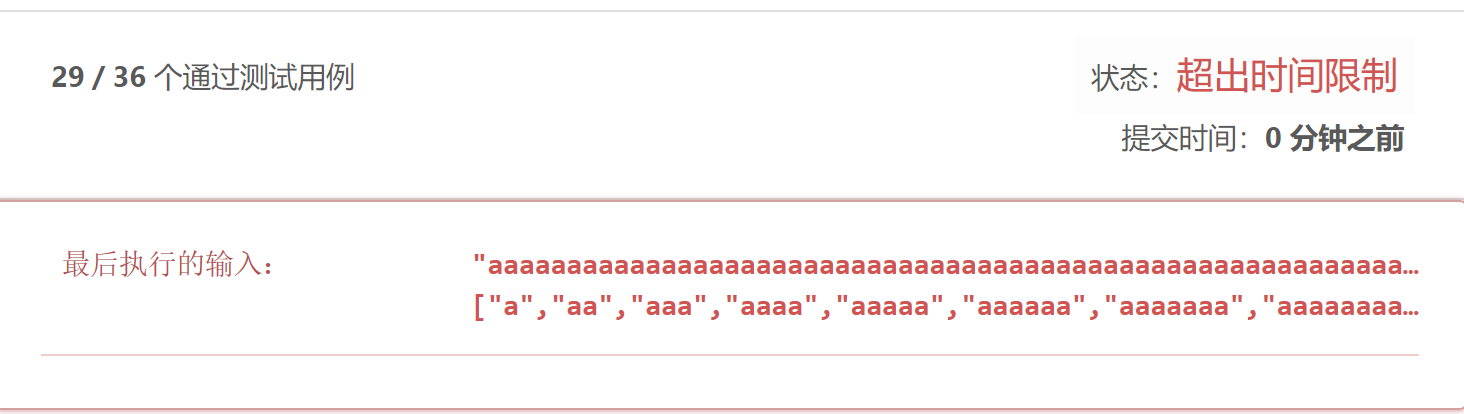 29 / 36 个通过测试用例
状态：超出时间限制
提交时间：0 分钟之前
最后执行的输入：
"aaaaaaaaaaaaaaaaaaaaaaaaaaaaaaaaaaaaaaaaaaaaaaaaaaaaaaaaaa…
["a","aa","aaa","aaaa","aaaaa","aaaaaa","aaaaaaa","aaaaaaaa…